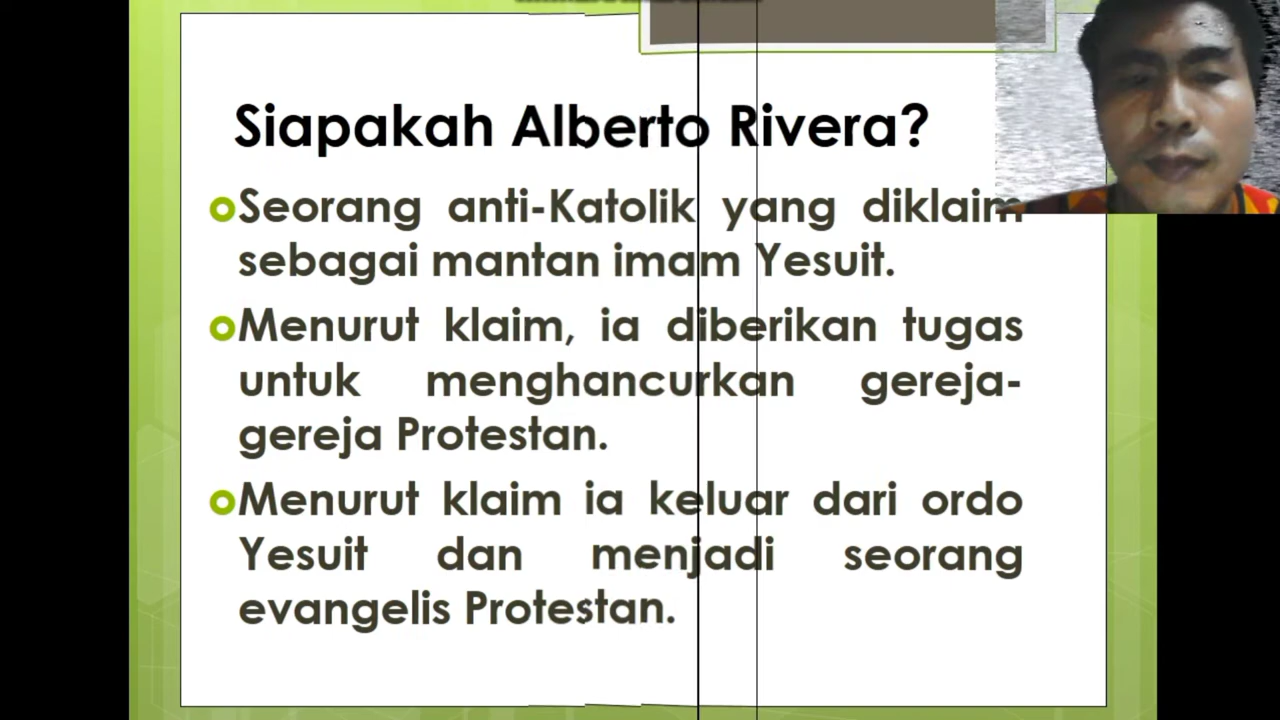 Siapakah Alberto Rivera?
Seorang anti-Katolik yang diklaim
sebagai mantan imam Yesuit.
Menurut klaim, ia diberikan tugas
untuk menghancurkan gereja-
gereja Protestan.
Menurut klaim ia keluar dari ordo
Yesuit dan menjadi seorang
evangelis Protestan.